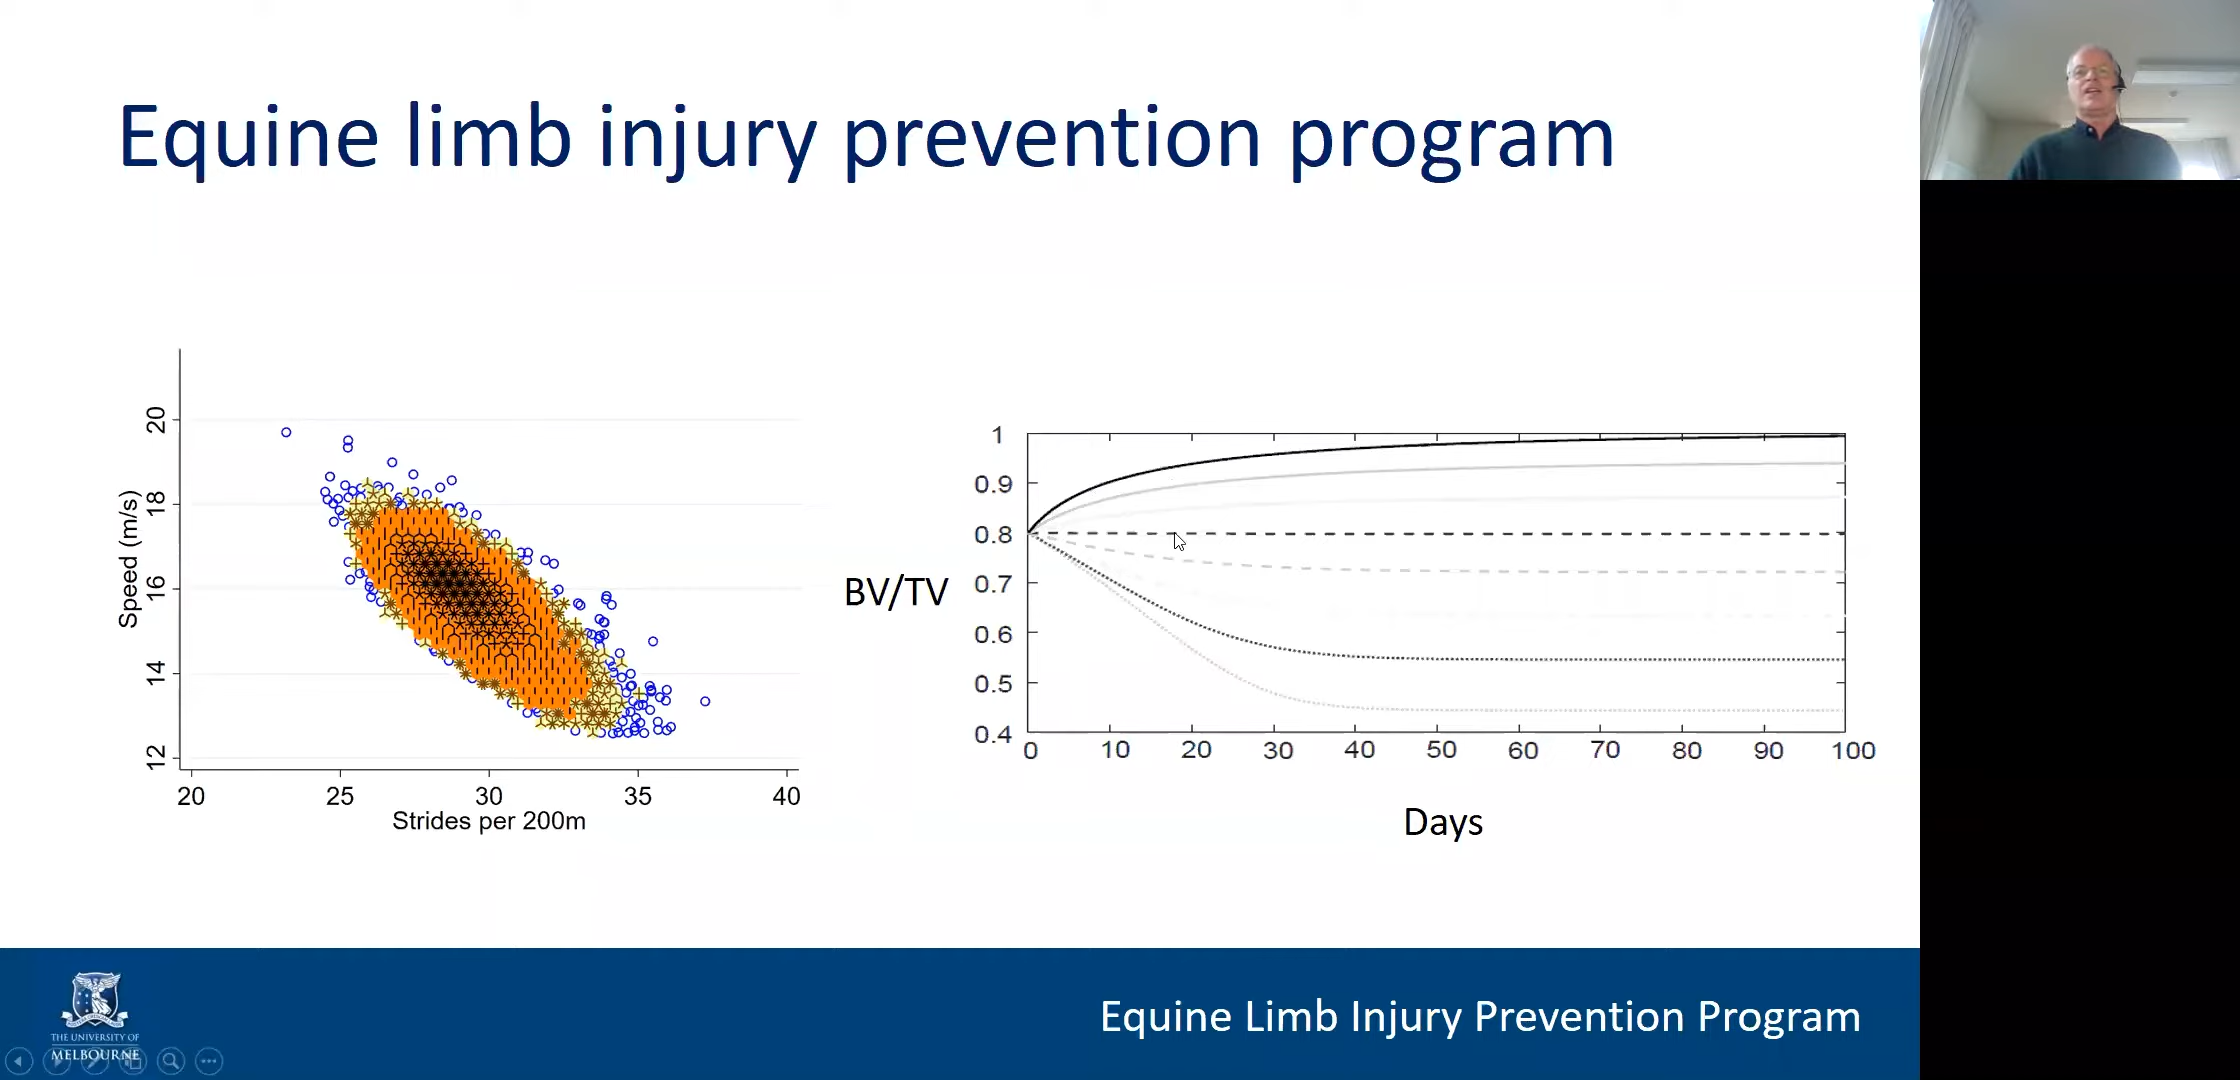 Equine limb injury prevention program
20
18
16
14
12
Speed (m/s)
20 25 30 35 40
Strides per 200m
BV/TV
1
0.9
0.8
0.7
0.6
0.5
0.4
0 10 20 30 40 50 60 70 80 90 100
Days
THE UNIVERSITY OF
MELBOURNE
Equine Limb Injury Prevention Program